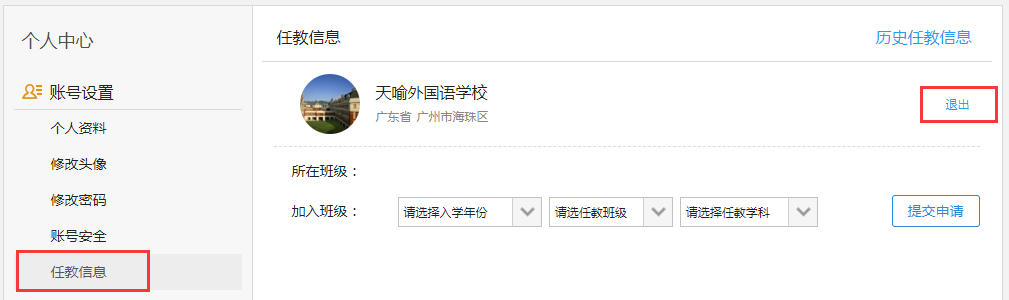 个人中心
账号设置
个人资料
修改头像
修改密码
账号安全
任教信息
任教信息
历史任教信息
天喻外国语学校
广东省 广州市海珠区
退出
所在班级：
加入班级：
请选择入学年份
请选任教班级
请选择任教学科
提交申请